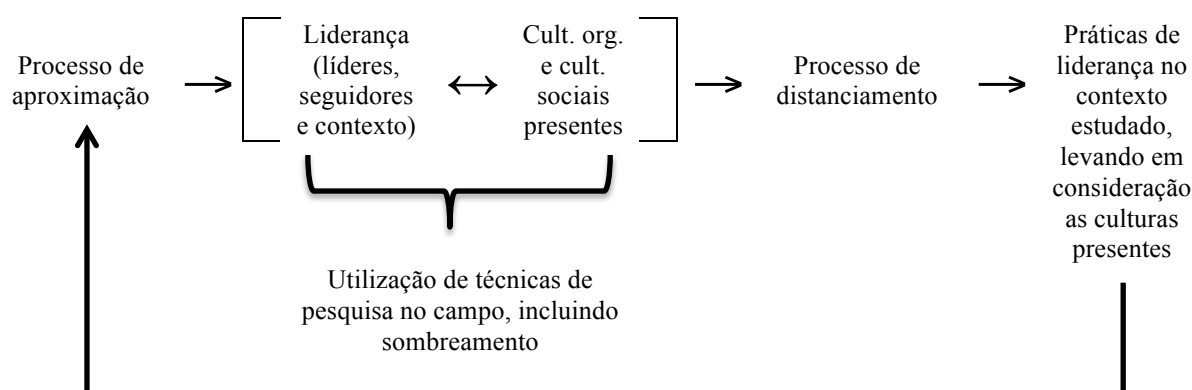 Processo de
aproximação
Liderança
(líderes,
seguidores
e contexto)
Cult. org.
e cult.
sociais
presentes
Processo de
distanciamento
Práticas de
liderança no
contexto
estudado,
levando em
consideração
as culturas
presentes
Utilização de técnicas de
pesquisa no campo, incluindo
sombreamento